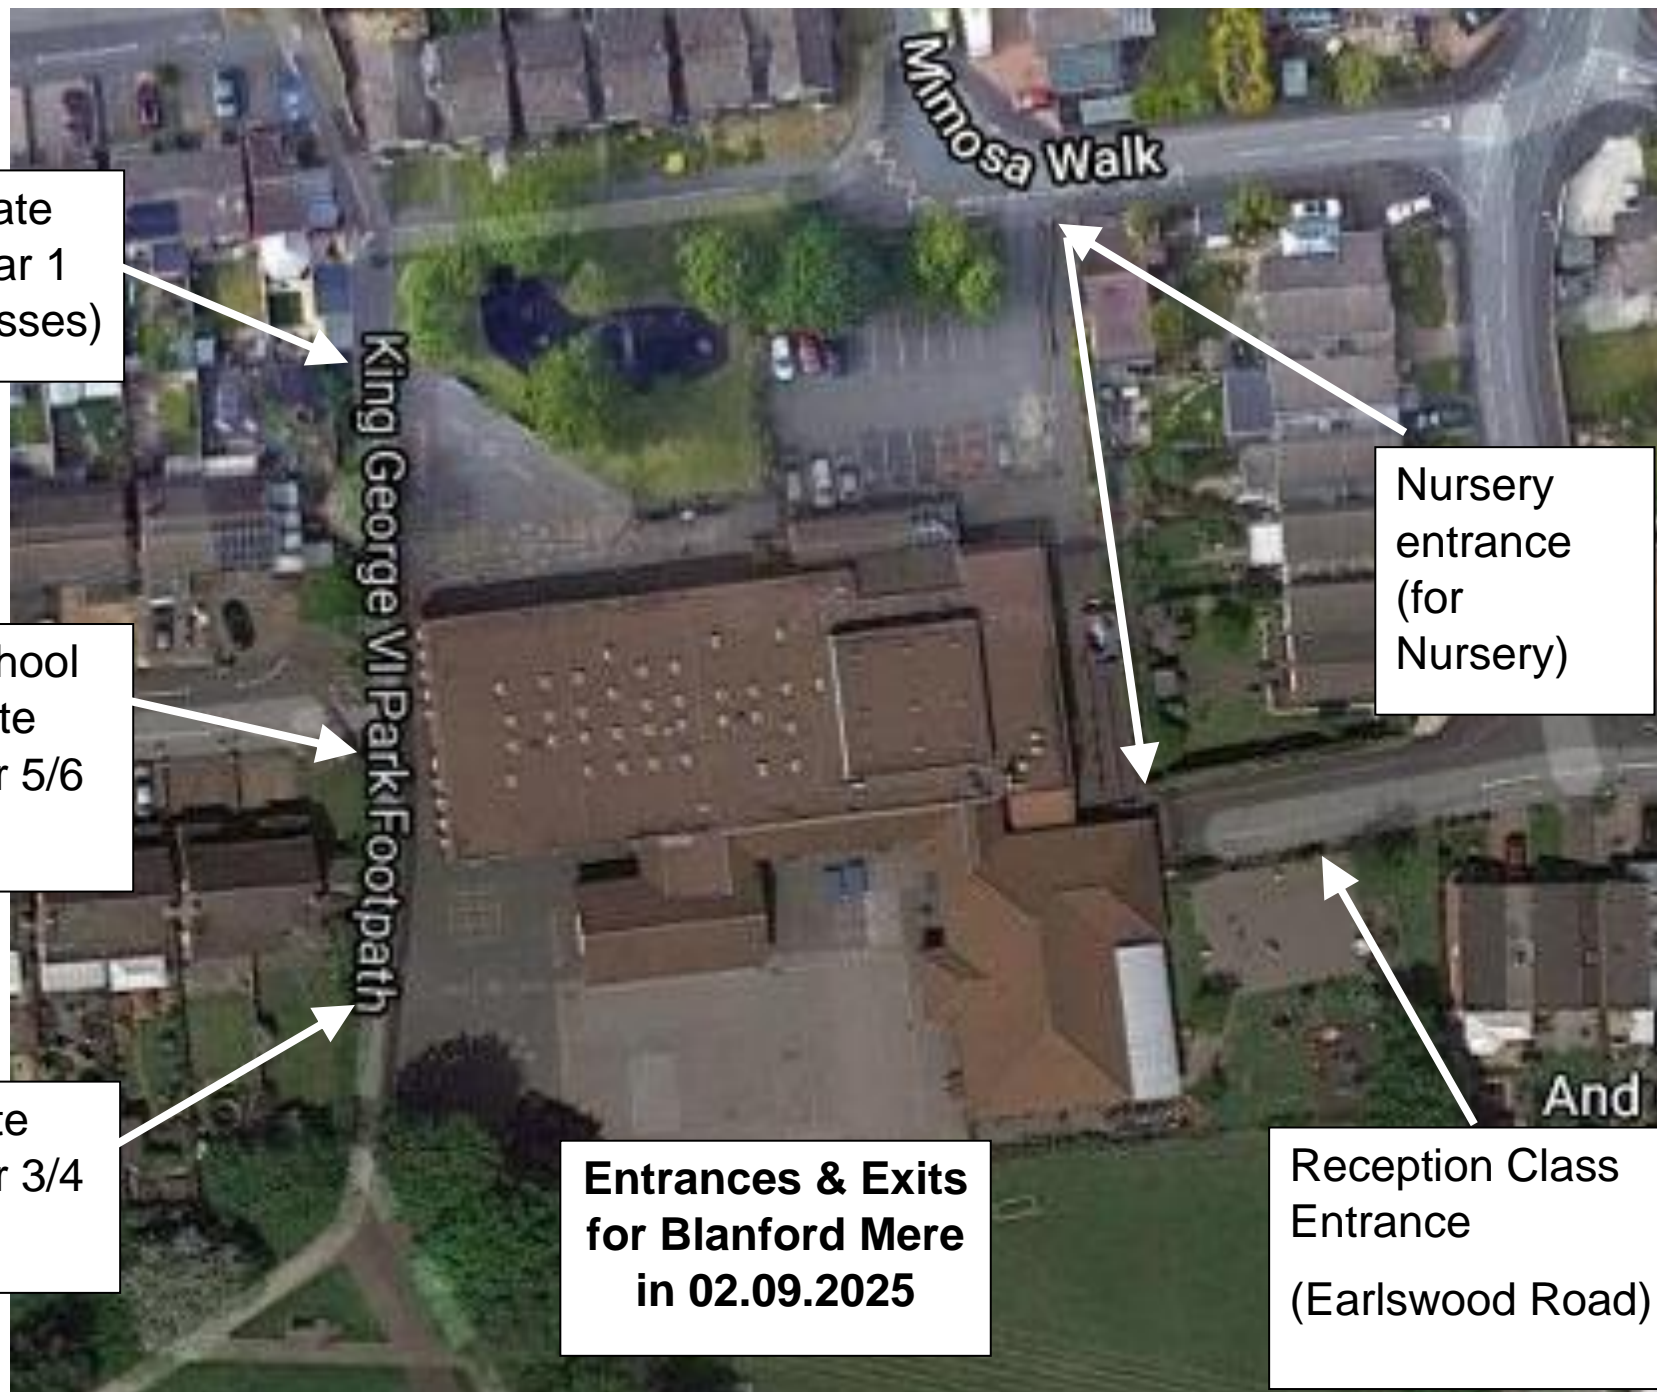 Mimosa Walk
ate
ar 1
sses)
King George VI Park Footpath
Nursery
entrance
(for
Nursery)
hool
te
r 5/6
te
r 3/4
Entrances & Exits
for Blanford Mere
in 02.09.2025
And
Reception Class
Entrance
(Earlswood Road)